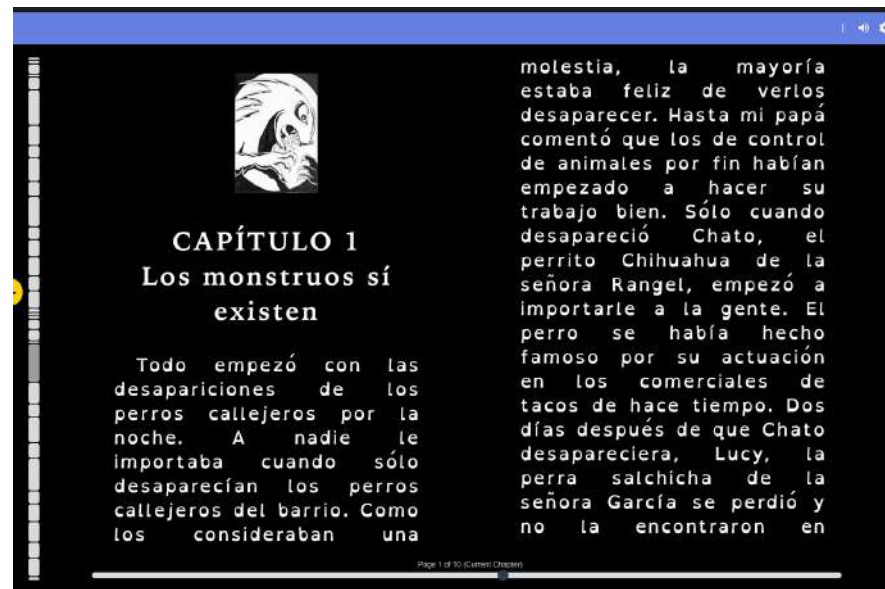 CAPÍTULO 1
Los monstruos sí
existen
Todo empezó con las
desapariciones de los
perros callejeros por la
noche. A nadie le
importaba cuando sólo
desaparecían los perros
callejeros del barrio. Como
los consideraban una
molestia, la mayoría
estaba feliz de verlos
desaparecer. Hasta mi papá
comentó que los de control
de animales por fin habían
empezado a hacer su
trabajo bien. Sólo cuando
desapareció Chato, el
perrito Chihuahua de la
señora Rangel, empezó a
importarle a la gente. El
perro se había hecho
famoso por su actuación
en los comerciales de
tacos de hace tiempo. Dos
días después de que Chato
desapareciera, Lucy, la
perra salchicha de la
señora García se perdió y
no la encontraron en
Page 1 of 10 (Current Chapter)